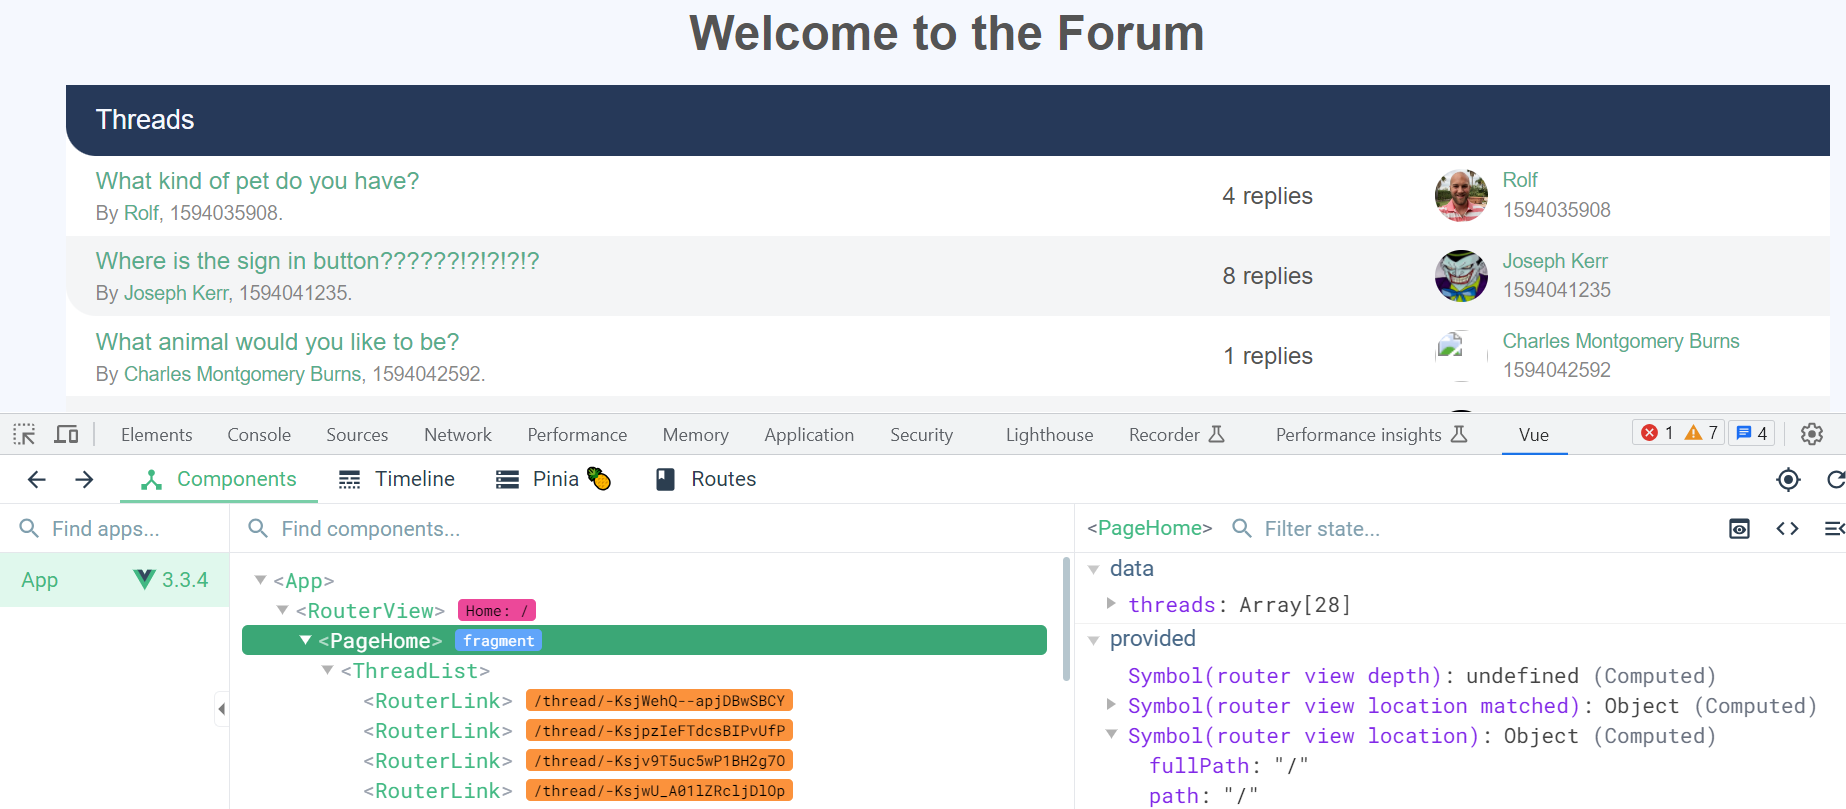 Welcome to the Forum
Threads
What kind of pet do you have?
By Rolf, 1594035908.
4 replies
Rolf
1594035908
Where is the sign in button??????!?!?!?!?
By Joseph Kerr, 1594041235.
8 replies
Joseph Kerr
1594041235
What animal would you like to be?
By Charles Montgomery Burns, 1594042592.
1 replies
Charles Montgomery Burns
1594042592
Elements Console Sources Network Performance Memory Application Security Lighthouse Recorder Performance insights Vue 1 7 4
Components Timeline Pinia 🍍 Routes
Find apps... Find components... <PageHome> Filter state...
App 3.3.4
<App>
<RouterView> Home: /
<PageHome> fragment
<ThreadList>
<RouterLink> /thread/-KsjWehQ--apjDBwSBCY
<RouterLink> /thread/-KsjpzIeFTdcsBIPvUfP
<RouterLink> /thread/-Ksjv9T5uc5wP1BH2g7O
<RouterLink> /thread/-KsjwU_A01lZRcljDlOp
data
threads: Array[28]
provided
Symbol(router view depth): undefined (Computed)
Symbol(router view location matched): Object (Computed)
Symbol(router view location): Object (Computed)
fullPath: "/"
path: "/"